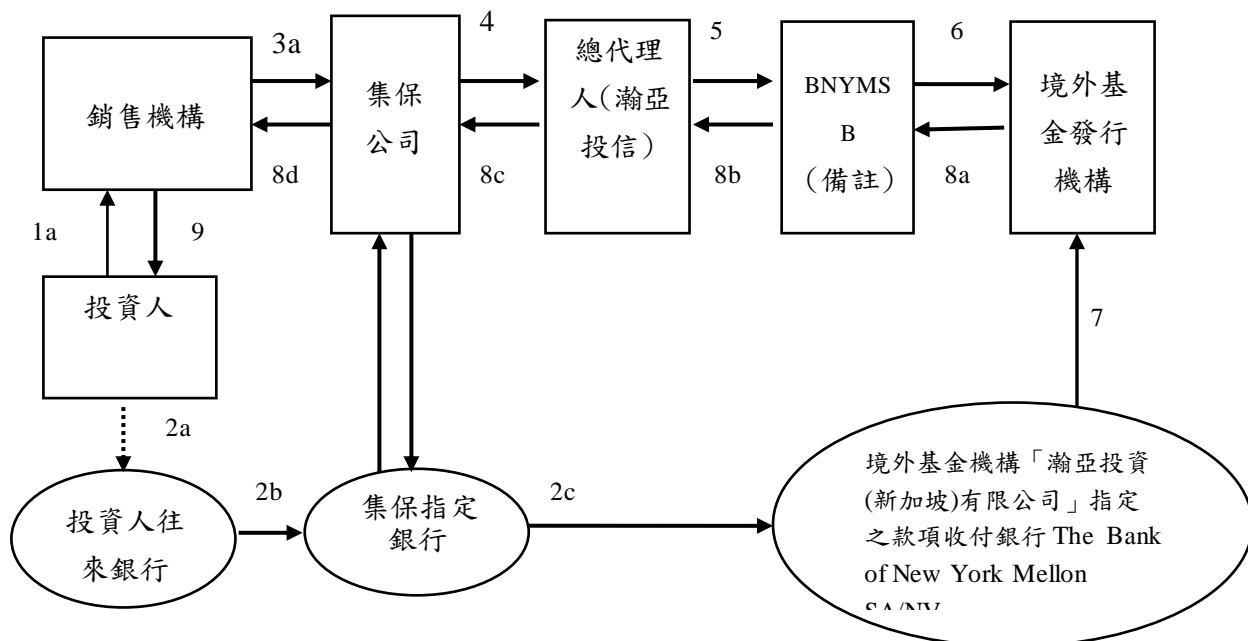 3a
4
5
6
銷售機構
集保
公司
總代理
人(瀚亞
投信)
BNYMS
B
(備註)
境外基
金發行
機構
8d
8c
8b
8a
1a
9
投資人
7
2a
2b
2c
投資人往
來銀行
集保指定
銀行
境外基金機構「瀚亞投資
(新加坡)有限公司」指定
之款項收付銀行 The Bank
of New York Mellon
SA/NV